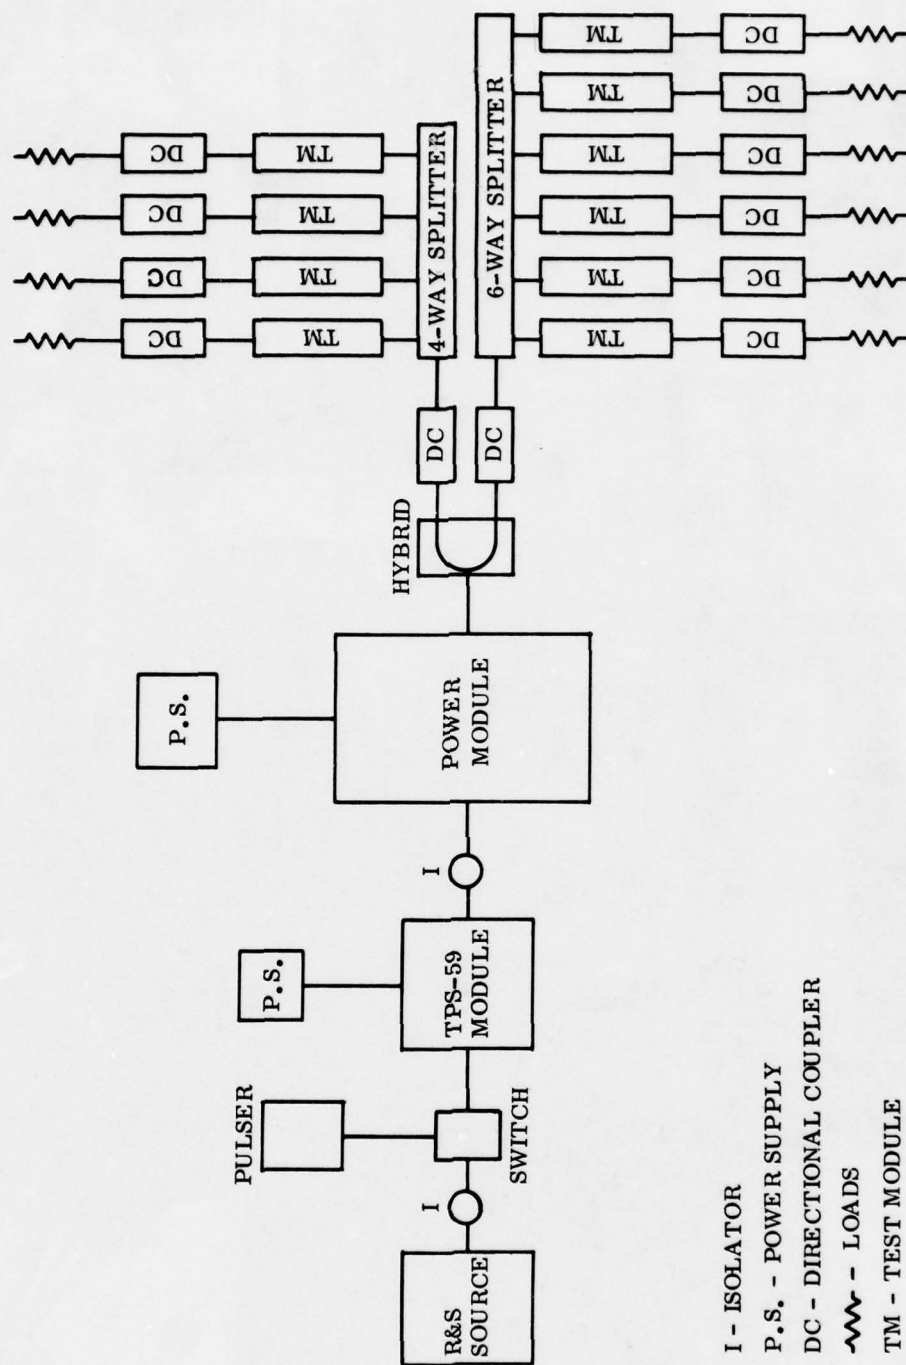 DC
DC
DC
DC
P.S.
PULSER
P.S.
TM
TM
TM
TM
HYBRID
I
I
R&S
SOURCE
SWITCH
TPS-59
MODULE
POWER
MODULE
DC
4-WAY SPLITTER
DC
6-WAY SPLITTER
TM
TM
TM
TM
TM
TM
DC
DC
DC
DC
DC
DC
I - ISOLATOR
P.S. - POWER SUPPLY
DC - DIRECTIONAL COUPLER
- LOADS
TM - TEST MODULE